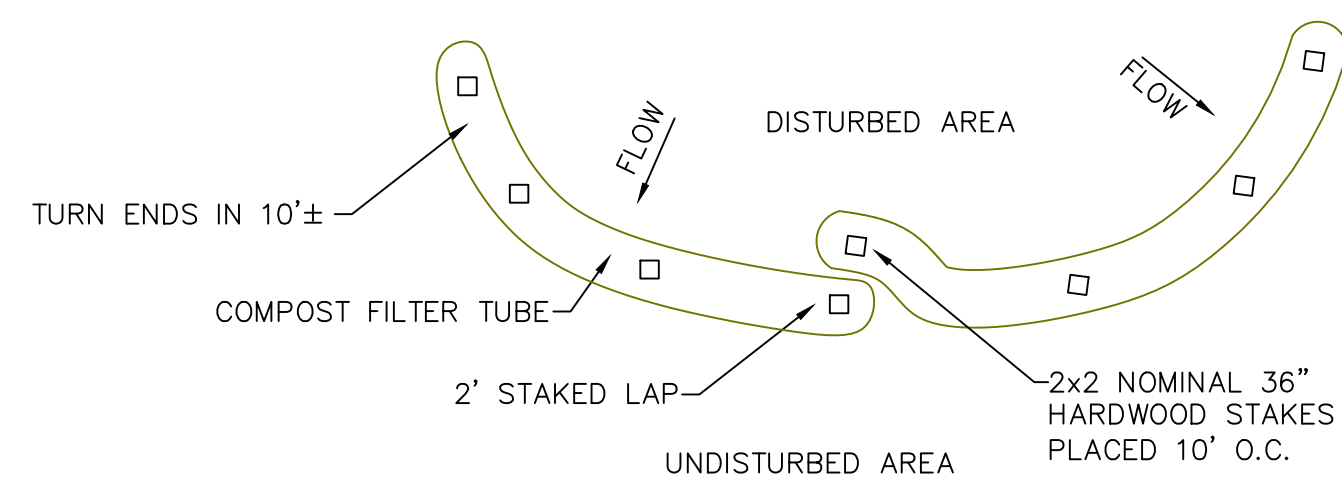 FLOW
FLOW
DISTURBED AREA
TURN ENDS IN 10'±
COMPOST FILTER TUBE
2' STAKED LAP
2x2 NOMINAL 36”
HARDWOOD STAKES
PLACED 10' O.C.
UNDISTURBED AREA